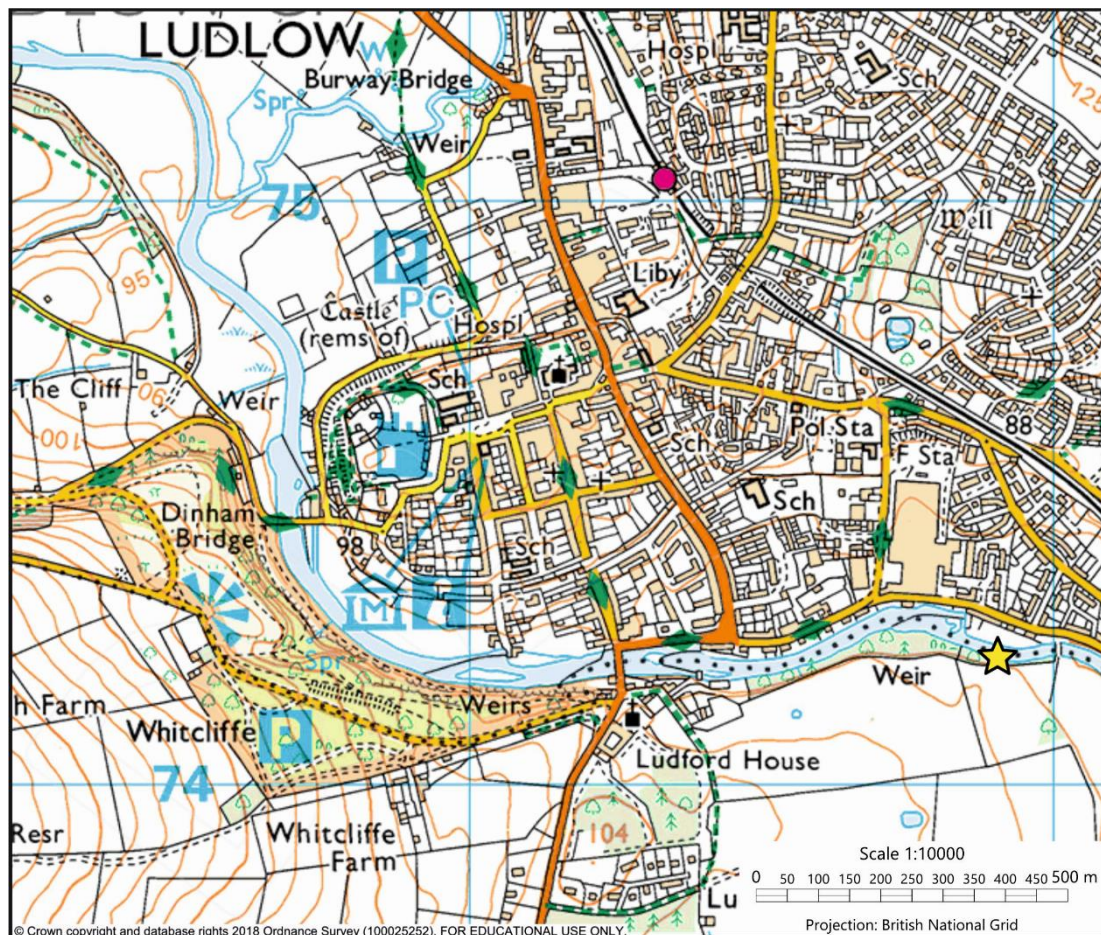 LUDLOW
W
Hospl
Sch
Burway Bridge
Spr
125
Weir
75
Well
P
PC
Liby
95
Castle
(rems of)
Hospl
The Cliff
90
Weir
Sch
100
Pol Sta
88
Sch
F Sta
Sch
Dinham
Bridge
98
Sch
M
i
Spr
Weir
h Farm
Weirs
Whitcliffe
P
Ludford House
74
Resr
Whitcliffe
Farm
104
Lu
Scale 1:10000
0 50 100 150 200 250 300 350 400 450 500 m
Projection: British National Grid
© Crown copyright and database rights 2018 Ordnance Survey (100025252). FOR EDUCATIONAL USE ONLY.